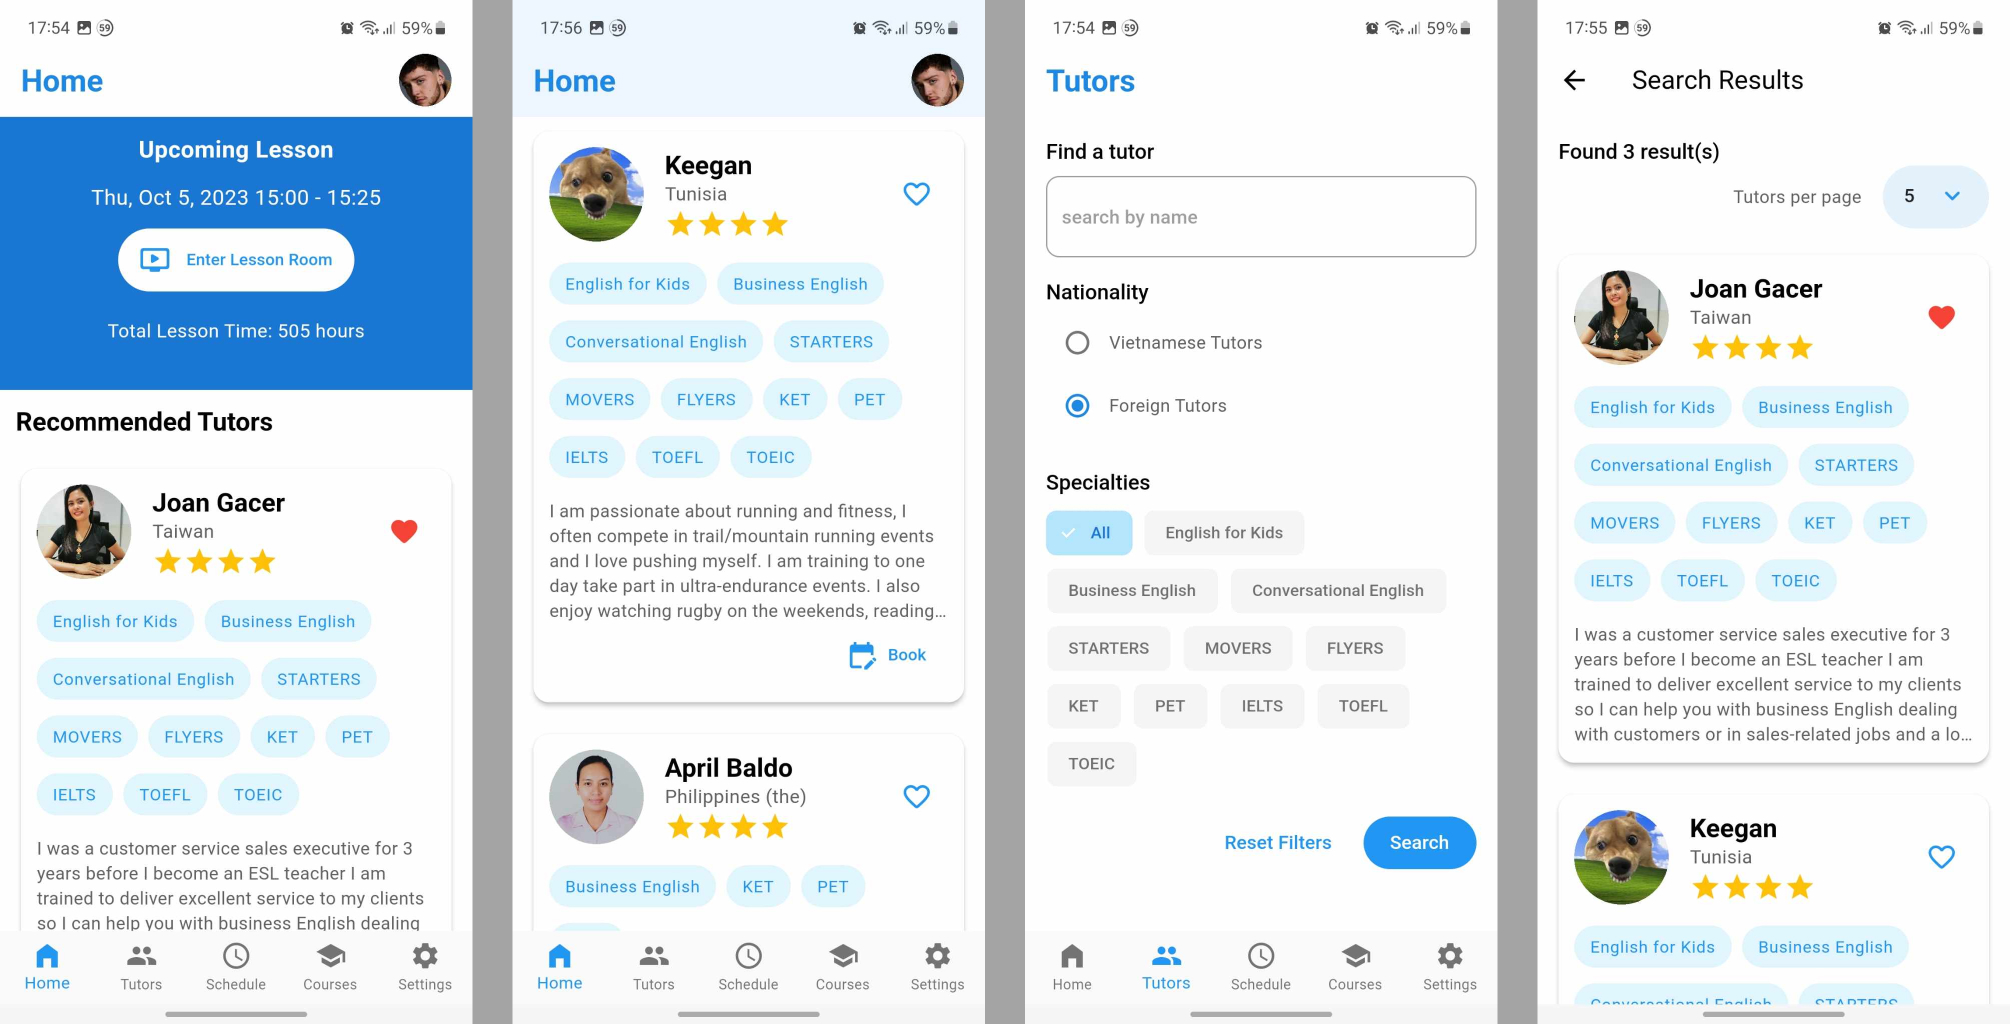 17:54 59 59%
Home
Upcoming Lesson
Thu, Oct 5, 2023 15:00 - 15:25
Enter Lesson Room
Total Lesson Time: 505 hours
Recommended Tutors
Joan Gacer
Taiwan
English for Kids Business English
Conversational English STARTERS
MOVERS FLYERS KET PET
IELTS TOEFL TOEIC
I was a customer service sales executive for 3
years before I become an ESL teacher I am
trained to deliver excellent service to my clients
so I can help you with business English dealing
Home Tutors Schedule Courses Settings
17:56 59 59%
Home
Keegan
Tunisia
English for Kids Business English
Conversational English STARTERS
MOVERS FLYERS KET PET
IELTS TOEFL TOEIC
I am passionate about running and fitness, I
often compete in trail/mountain running events
and I love pushing myself. I am training to one
day take part in ultra-endurance events. I also
enjoy watching rugby on the weekends, reading...
Book
April Baldo
Philippines (the)
Business English KET PET
Home Tutors Schedule Courses Settings
17:54 59 59%
Tutors
Find a tutor
search by name
Nationality
Vietnamese Tutors
Foreign Tutors
Specialties
All English for Kids
Business English Conversational English
STARTERS MOVERS FLYERS
KET PET IELTS TOEFL
TOEIC
Reset Filters Search
Home Tutors Schedule Courses Settings
17:55 59 59%
Search Results
Found 3 result(s)
Tutors per page 5
Joan Gacer
Taiwan
English for Kids Business English
Conversational English STARTERS
MOVERS FLYERS KET PET
IELTS TOEFL TOEIC
I was a customer service sales executive for 3
years before I become an ESL teacher I am
trained to deliver excellent service to my clients
so I can help you with business English dealing
with customers or in sales-related jobs and a lo...
Keegan
Tunisia
English for Kids Business English
Conversational English STARTERS